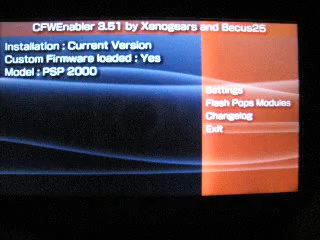 CFWEnabler 3.51 by Xenogears and Becus25
Installation : Current Version
Custom Firmware loaded : Yes
Model : PSP 2000
Settings
Flash Pops Modules
Changelog
Exit